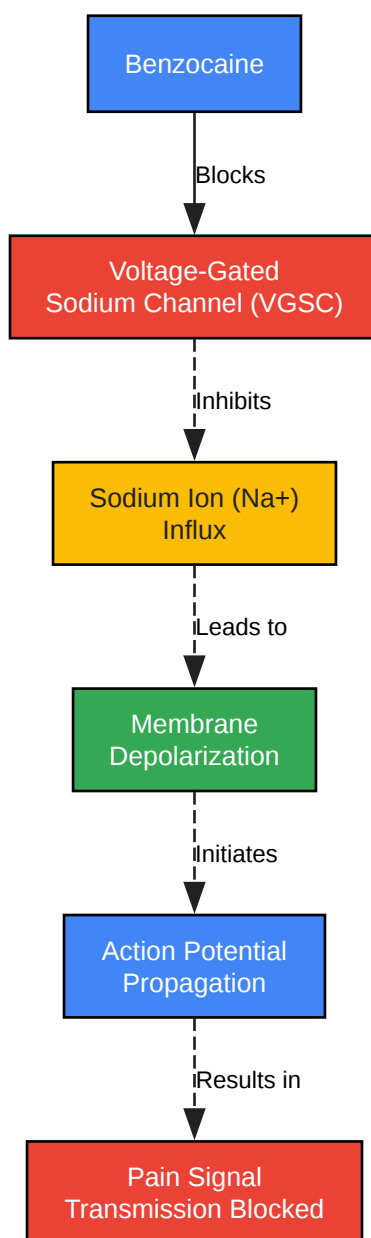 Benzocaine
Blocks
Voltage-Gated
Sodium Channel (VGSC)
Inhibits
Sodium Ion (Na+)
Influx
Leads to
Membrane
Depolarization
Initiates
Action Potential
Propagation
Results in
Pain Signal
Transmission Blocked